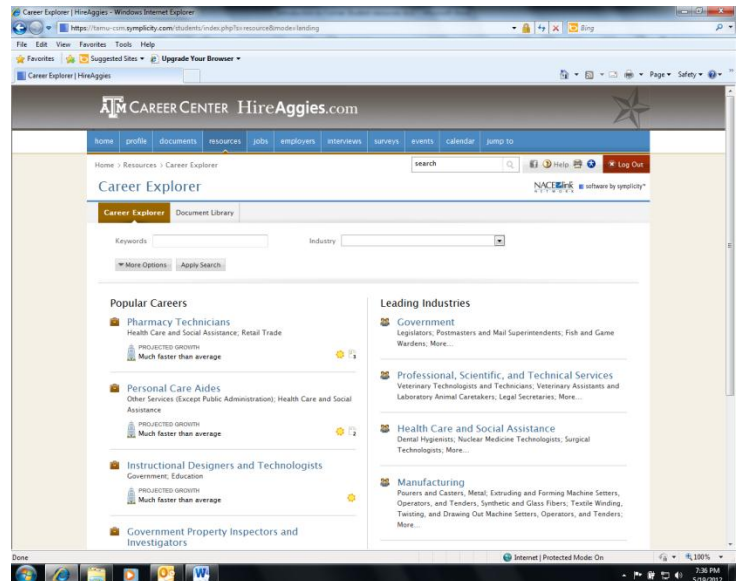 Career Explorer | HireAggies - Windows Internet Explorer
https://tamu-csm.symplicity.com/students/index.php?s=resource&mode=landing
Bing
File Edit View Favorites Tools Help
Favorites Suggested Sites Upgrade Your Browser
Career Explorer | HireAggies
Page Safety
ATM CAREER CENTER HireAggies.com
home profile documents resources jobs employers interviews surveys events calendar jump to
Home > Resources > Career Explorer
search
Help
Log Out
Career Explorer
NACElink NETWORK software by symplicity
Career Explorer Document Library
Keywords Industry
More Options Apply Search
Popular Careers
Pharmacy Technicians
Health Care and Social Assistance; Retail Trade
PROJECTED GROWTH
Much faster than average
3
Personal Care Aides
Other Services (Except Public Administration); Health Care and Social
Assistance
PROJECTED GROWTH
Much faster than average
2
Instructional Designers and Technologists
Government; Education
PROJECTED GROWTH
Much faster than average
Government Property Inspectors and
Investigators
Leading Industries
Government
Legislators; Postmasters and Mail Superintendents; Fish and Game
Wardens; More...
Professional, Scientific, and Technical Services
Veterinary Technologists and Technicians; Veterinary Assistants and
Laboratory Animal Caretakers; Legal Secretaries; More...
Health Care and Social Assistance
Dental Hygienists; Nuclear Medicine Technologists; Surgical
Technologists; More...
Manufacturing
Pourers and Casters, Metal; Extruding and Forming Machine Setters,
Operators, and Tenders, Synthetic and Glass Fibers; Textile Winding,
Twisting, and Drawing Out Machine Setters, Operators, and Tenders;
More...
Done
Internet | Protected Mode: On
100%
7:36 PM
5/19/2012